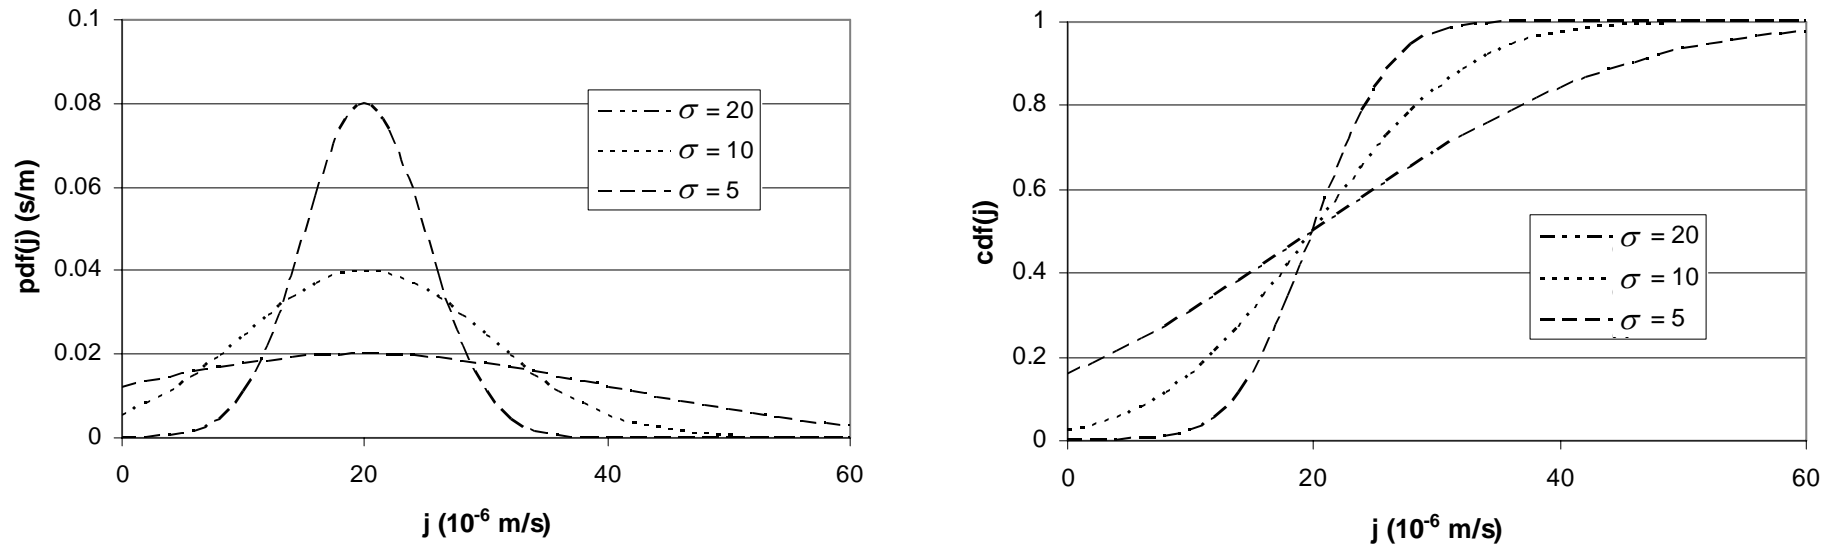 0.1
0.08
0.06
0.04
0.02
0
0 20 40 60
pdf(j) (s/m)
j (10⁻⁶ m/s)
σ = 20
σ = 10
σ = 5
1
0.8
0.6
0.4
0.2
0
0 20 40 60
cdf(j)
j (10⁻⁶ m/s)
σ = 20
σ = 10
σ = 5